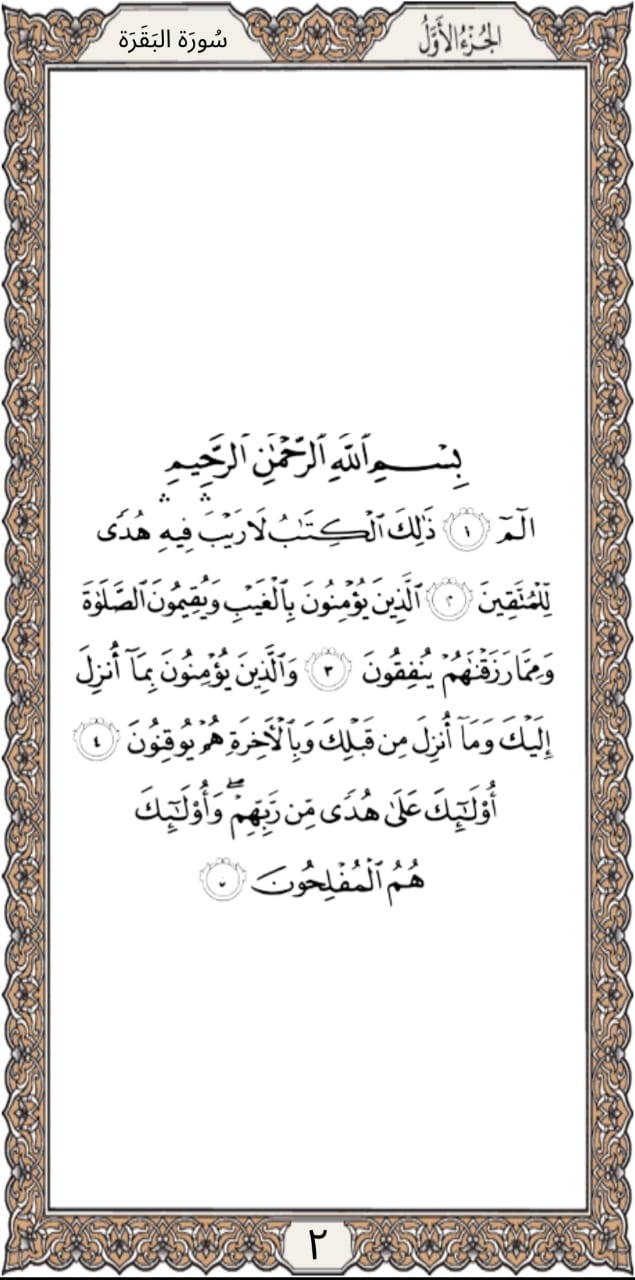 الجُزْءُ الأَوَّلُ
سُورَة البَقَرَة
بِسْمِ ٱللَّهِ ٱلرَّحْمَٰنِ ٱلرَّحِيمِ
الٓمٓ ١ ذَٰلِكَ ٱلْكِتَٰبُ لَا رَيْبَ ۛ فِيهِ ۛ هُدًى
لِّلْمُتَّقِينَ ٢ ٱلَّذِينَ يُؤْمِنُونَ بِٱلْغَيْبِ وَيُقِيمُونَ ٱلصَّلَوٰةَ
وَمِمَّا رَزَقْنَٰهُمْ يُنفِقُونَ ٣ وَٱلَّذِينَ يُؤْمِنُونَ بِمَآ أُنزِلَ
إِلَيْكَ وَمَآ أُنزِلَ مِن قَبْلِكَ وَبِٱلْءَاخِرَةِ هُمْ يُوقِنُونَ ٤
أُو۟لَٰٓئِكَ عَلَىٰ هُدًى مِّن رَّبِّهِمْ ۖ وَأُو۟لَٰٓئِكَ
هُمُ ٱلْمُفْلِحُونَ ٥
٢